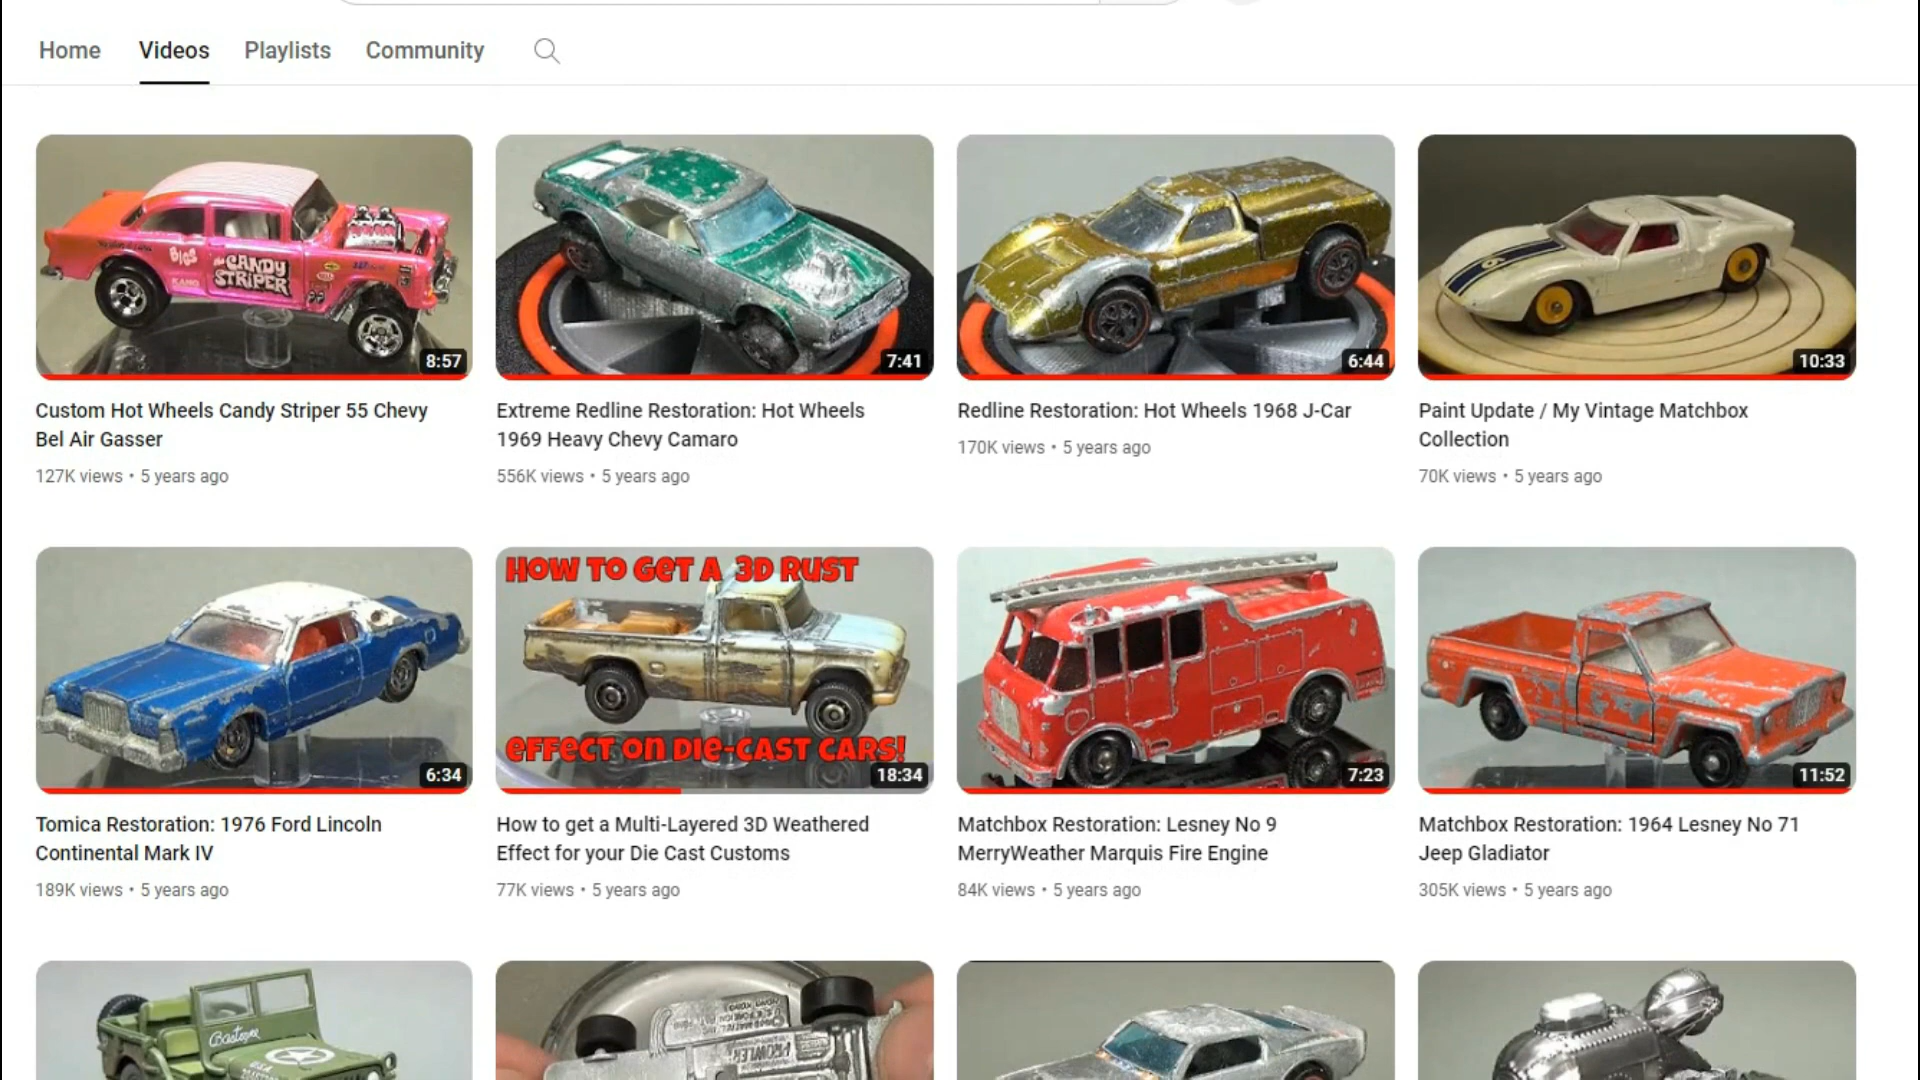 Home Videos Playlists Community
BIGS
the CANDY
STRIPER
8:57
7:41
6:44
6
10:33
Custom Hot Wheels Candy Striper 55 Chevy
Bel Air Gasser
127K views • 5 years ago
Extreme Redline Restoration: Hot Wheels
1969 Heavy Chevy Camaro
556K views • 5 years ago
Redline Restoration: Hot Wheels 1968 J-Car
170K views • 5 years ago
Paint Update / My Vintage Matchbox
Collection
70K views • 5 years ago
6:34
HOW TO GET A 3D RUST
EFFECT ON DIE-CAST CARS!
18:34
7:23
11:52
Tomica Restoration: 1976 Ford Lincoln
Continental Mark IV
189K views • 5 years ago
How to get a Multi-Layered 3D Weathered
Effect for your Die Cast Customs
77K views • 5 years ago
Matchbox Restoration: Lesney No 9
MerryWeather Marquis Fire Engine
84K views • 5 years ago
Matchbox Restoration: 1964 Lesney No 71
Jeep Gladiator
305K views • 5 years ago
PROWLER